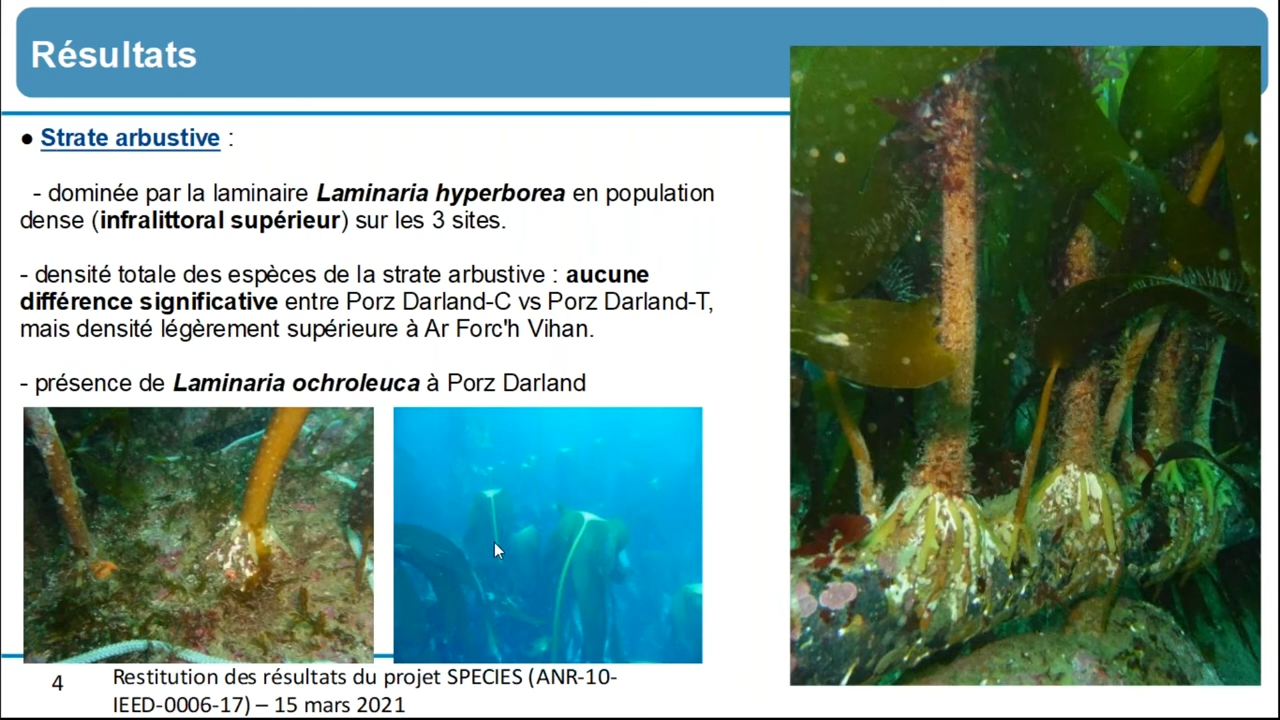 Résultats
● Strate arbustive :
- dominée par la laminaire Laminaria hyperborea en population
dense (infralittoral supérieur) sur les 3 sites.
- densité totale des espèces de la strate arbustive : aucune
différence significative entre Porz Darland-C vs Porz Darland-T,
mais densité légèrement supérieure à Ar Forc'h Vihan.
- présence de Laminaria ochroleuca à Porz Darland
4
Restitution des résultats du projet SPECIES (ANR-10-
IEED-0006-17) – 15 mars 2021